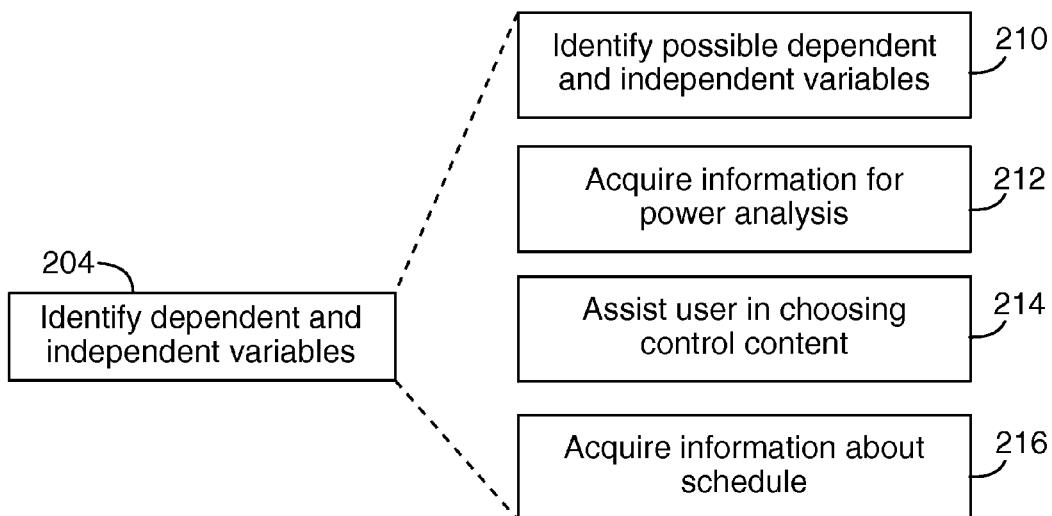 204
Identify dependent and
independent variables
Identify possible dependent
and independent variables
210
Acquire information for
power analysis
212
Assist user in choosing
control content
214
Acquire information about
schedule
216